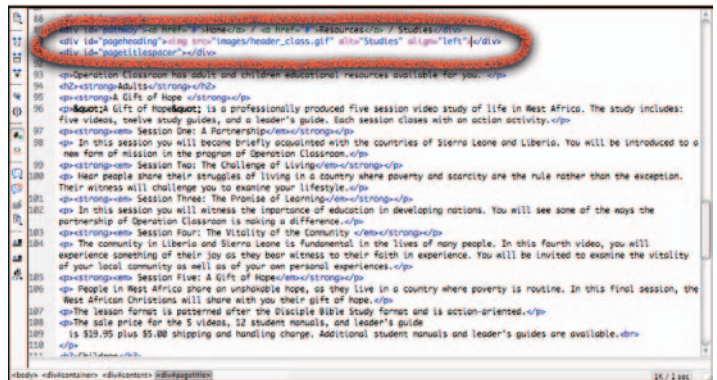 88
89 <div id="pathway"><a href="#">Home</a> / <a href="#">Resources</a> / Studies</div>
<div id="pageheading"><img src="images/header_class.gif" alt="Studies" align="left"></div>
<div id="pagetitlespacer"></div>
93 <p>Operation Classroom has adult and children educational resources available for you. </p>
94 <h2><strong>Adults</strong></h2>
95 <p><strong>A Gift of Hope </strong></p>
96 <p>&quot;A Gift of Hope&quot; is a professionally produced five session video study of life in West Africa. The study includes:
five videos, twelve study guides, and a leader's guide. Each session closes with an action activity.</p>
97 <p><strong><em> Session One: A Partnership</em></strong></p>
98 <p> In this session you will become briefly acquainted with the countries of Sierra Leone and Liberia. You will be introduced to a
new form of mission in the program of Operation Classroom.</p>
99 <p><strong><em> Session Two: The Challenge of Living</em></strong></p>
100 <p> Hear people share their struggles of living in a country where poverty and scarcity are the rule rather than the exception.
Their witness will challenge you to examine your lifestyle.</p>
101 <p><strong><em> Session Three: The Promise of Learning</em></strong></p>
102 <p> In this session you will witness the importance of education in developing nations. You will see some of the ways the
partnership of Operation Classroom is making a difference.</p>
103 <p><strong><em> Session Four: The Vitality of the Community </em></strong></p>
104 <p> The community in Liberia and Sierra Leone is fundamental in the lives of many people. In this fourth video, you will
experience something of their joy as they bear witness to their faith in experience. You will be invited to examine the vitality
of your local community as well as of your own personal experiences.</p>
105 <p><strong><em> Session Five: A Gift of Hope</em></strong></p>
106 <p> People in West Africa share an unshakable hope, as they live in a country where poverty is routine. In this final session, the
West African Christians will share with you their gift of hope.</p>
107 <p>The lesson format is patterned after the Disciple Bible Study format and is action-oriented.</p>
108 <p>The sale price for the 5 videos, 12 student manuals, and leader's guide
109 is $19.95 plus $5.00 shipping and handling charge. Additional student manuals and leader's guides are available.<br>
110 </p>
111 <h2>Childrens</h2>
<body> <div#container> <div#content> <div#pagetitle>
1K / 1 sec